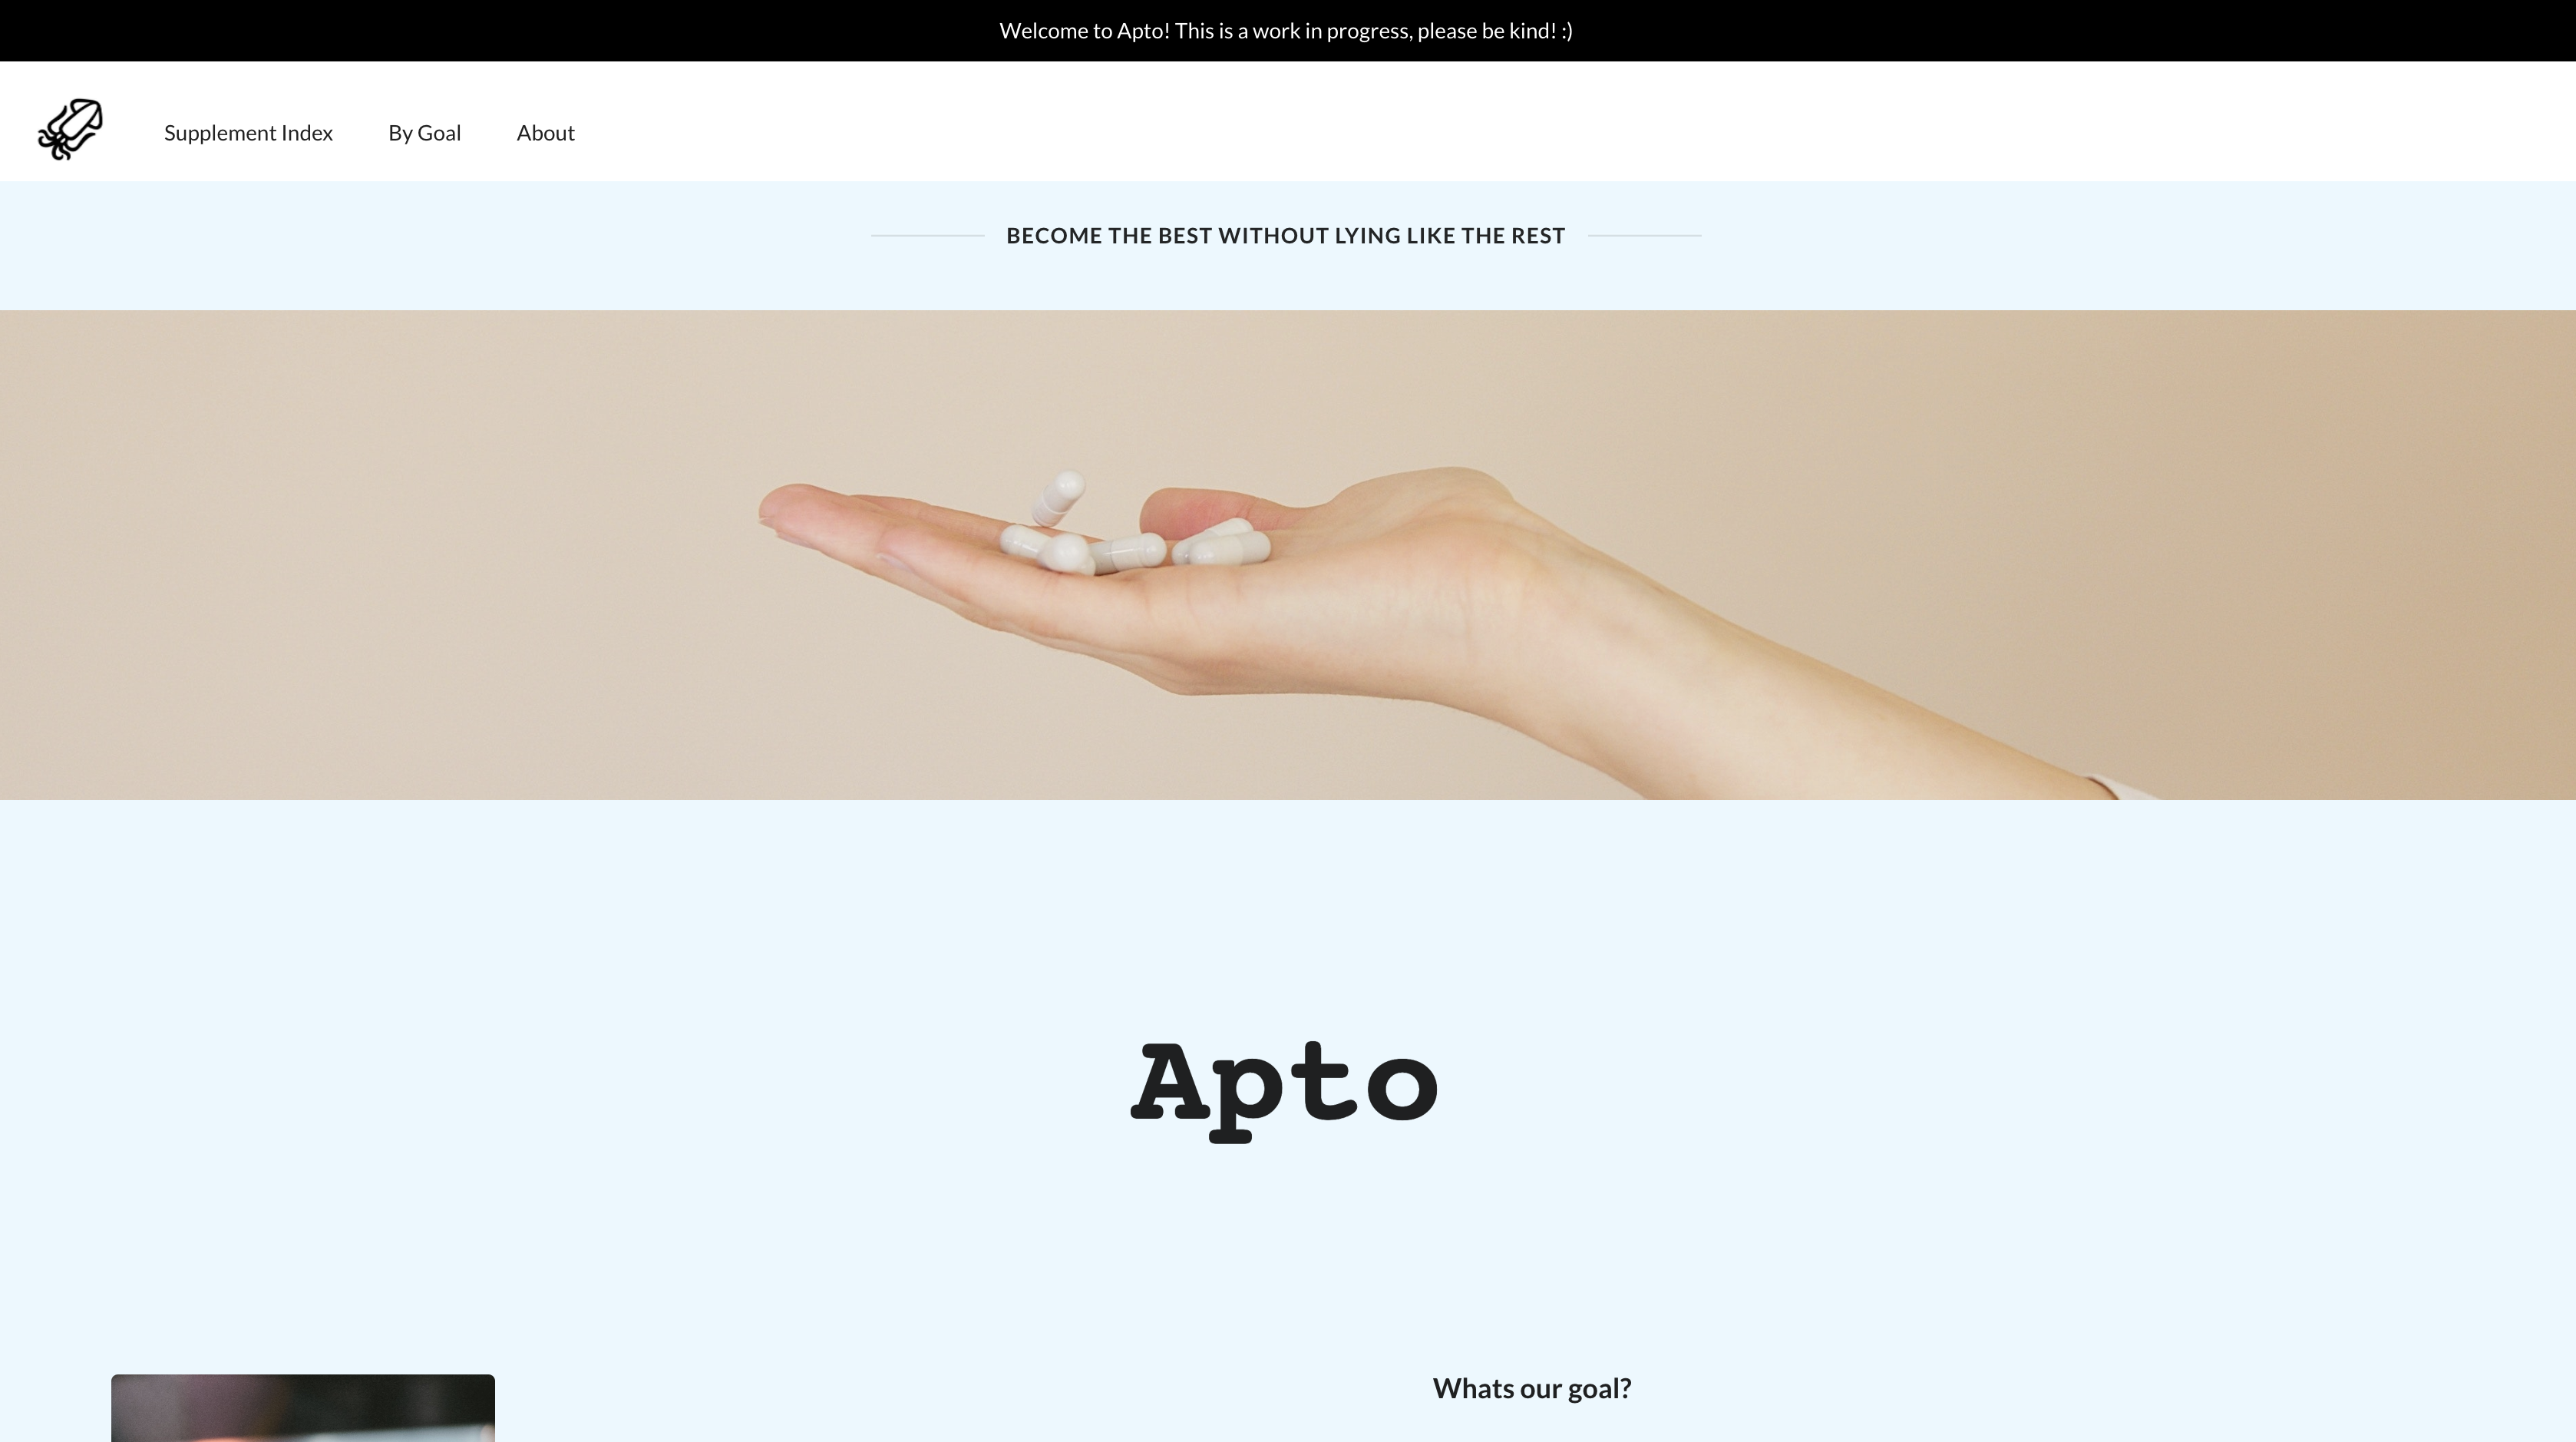 Welcome to Apto! This is a work in progress, please be kind! :)
Supplement Index By Goal About
BECOME THE BEST WITHOUT LYING LIKE THE REST
Apto
Whats our goal?